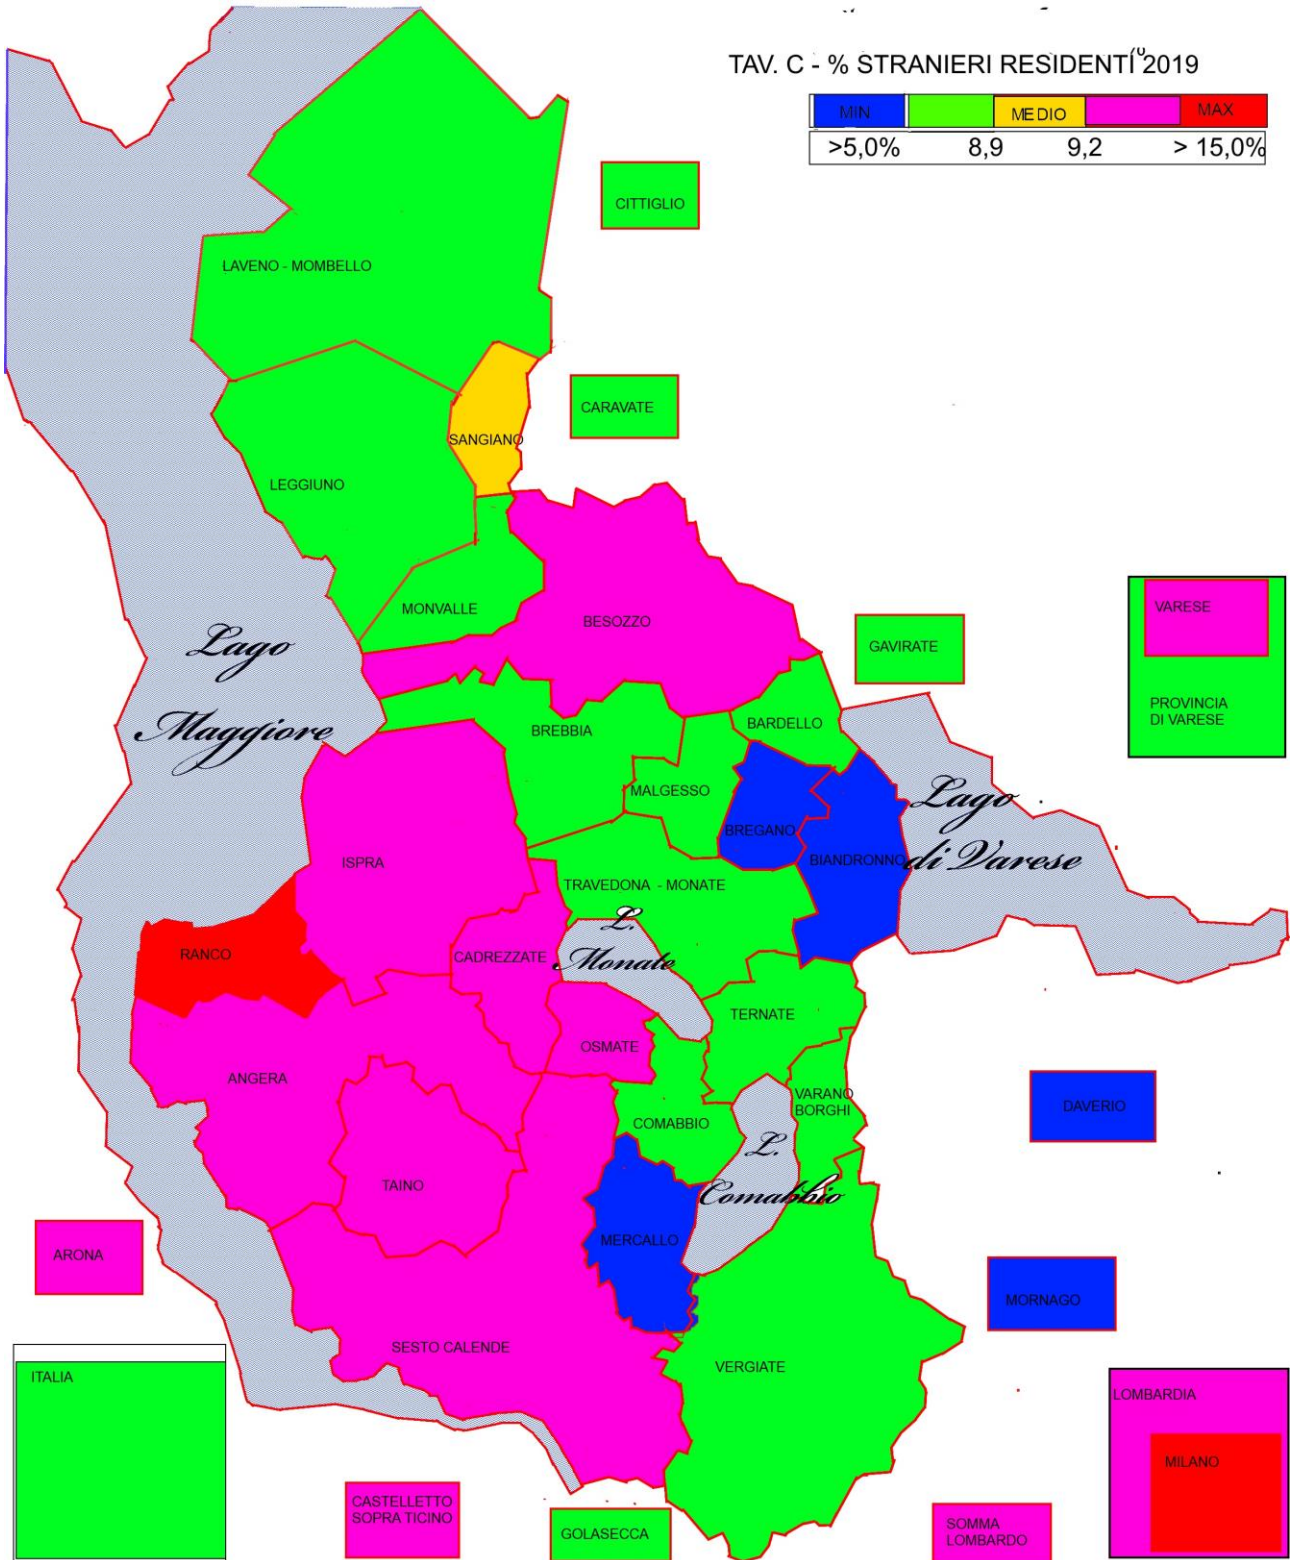 TAV. C - % STRANIERI RESIDENTI 2019
MIN MEDIO MAX
>5,0% 8,9 9,2 > 15,0%
CITTIGLIO
LAVENO - MOMBELLO
CARAVATE
SANGIANO
LEGGIUNO
MONVALLE
BESOZZO
VARESE
GAVIRATE
Lago
Maggiore
PROVINCIA
DI VARESE
BARDELLO
BREBBIA
MALGESSO
Lago
di Varese
BREGANO
BIANDRONNO
ISPRA
TRAVEDONA - MONATE
L.
Monate
RANCO
CADREZZATE
TERNATE
OSMATE
ANGERA
VARANO
BORGHI
DAVERIO
COMABBIO
L.
Comabbio
TAINO
MERCALLO
ARONA
MORNAGO
SESTO CALENDE
VERGIATE
ITALIA
LOMBARDIA
MILANO
CASTELLETTO
SOPRA TICINO
GOLASECCA
SOMMA
LOMBARDO